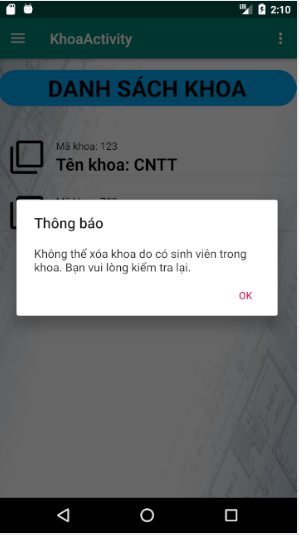 2:10
KhoaActivity
DANH SÁCH KHOA
Mã khoa: 123
Tên khoa: CNTT
Thông báo
Không thể xóa khoa do có sinh viên trong
khoa. Bạn vui lòng kiểm tra lại.
OK